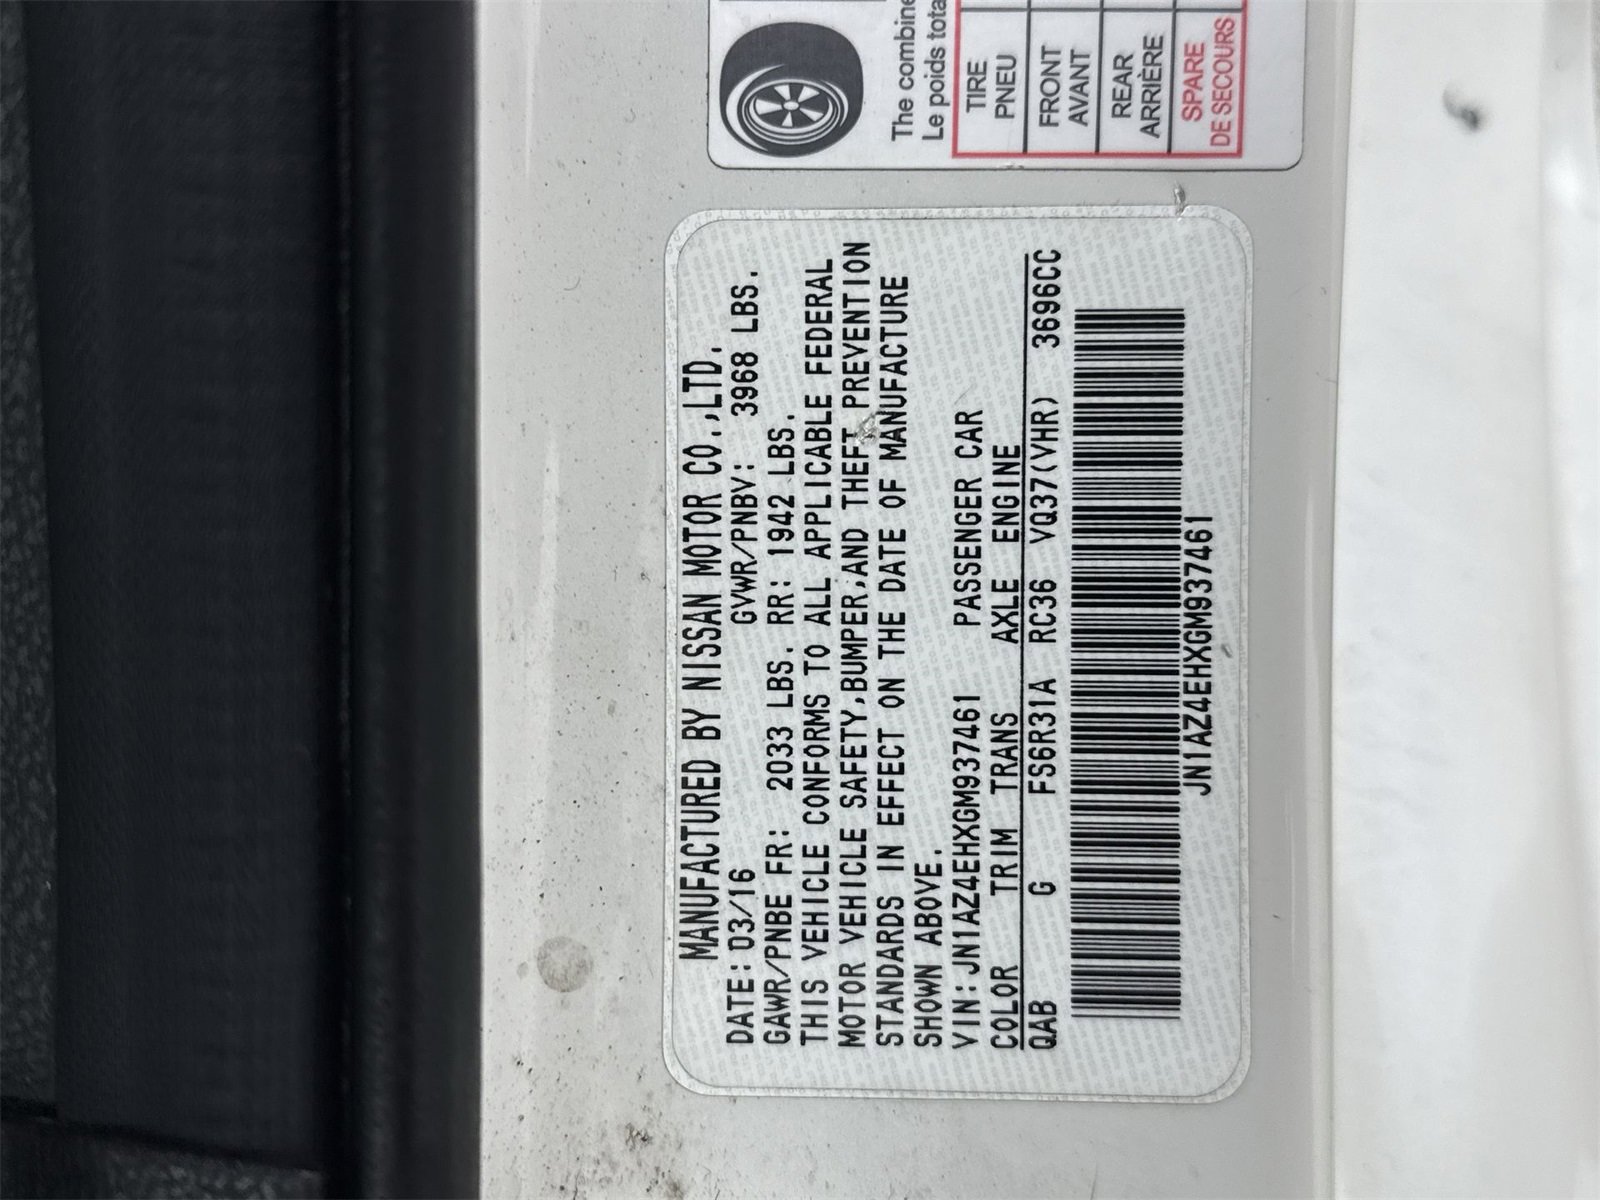 The combine
Le poids tota
TIRE
PNEU
FRONT
AVANT
REAR
ARRIÈRE
SPARE
DE SECOURS
MANUFACTURED BY NISSAN MOTOR CO.,LTD.
DATE:03/16 GVWR/PNBV: 3968 LBS.
GAWR/PNBE FR: 2033 LBS. RR: 1942 LBS.
THIS VEHICLE CONFORMS TO ALL APPLICABLE FEDERAL
MOTOR VEHICLE SAFETY,BUMPER,AND THEFT PREVENTION
STANDARDS IN EFFECT ON THE DATE OF MANUFACTURE
SHOWN ABOVE.
VIN:JN1AZ4EHXGM937461 PASSENGER CAR
COLOR TRIM TRANS AXLE ENGINE
QAB G FS6R31A RC36 VQ37(VHR) 3696CC
JN1AZ4EHXGM937461